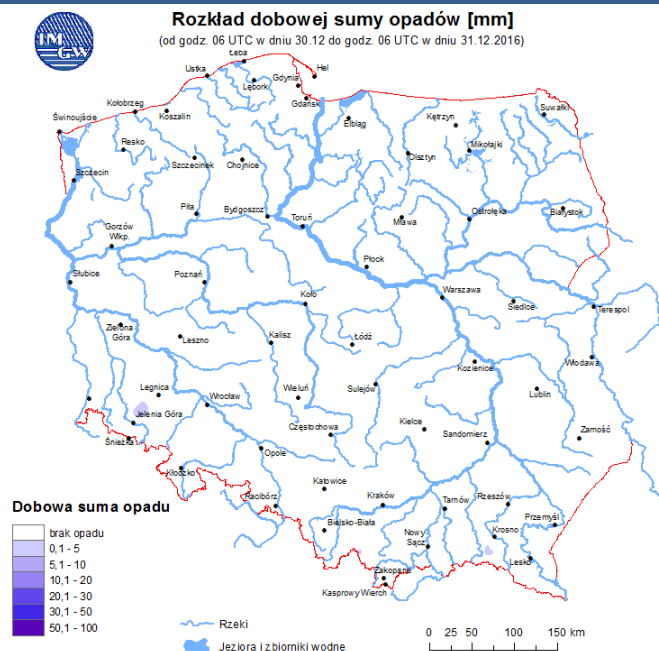 IM
GW
Rozkład dobowej sumy opadów [mm]
(od godz. 06 UTC w dniu 30.12 do godz. 06 UTC w dniu 31.12.2016)
Łeba
Hel
Ustka
Lębork
Gdynia
Gdańsk
Kołobrzeg
Koszalin
Świnoujście
Elbląg
Kętrzyn
Suwałki
Resko
Szczecinek
Chojnice
Olsztyn
Mikołajki
Szczecin
Piła
Bydgoszcz
Toruń
Mława
Ostrołęka
Białystok
Gorzów
Wlkp.
Płock
Słubice
Poznań
Koło
Warszawa
Siedlce
Terespol
Zielona
Góra
Leszno
Kalisz
Łódź
Kozienice
Włodawa
Legnica
Wrocław
Wieluń
Sulejów
Lublin
Jelenia Góra
Śnieżka
Częstochowa
Kielce
Sandomierz
Zamość
Opole
Kłodzko
Katowice
Racibórz
Kraków
Tarnów
Rzeszów
Przemyśl
Bielsko-Biała
Nowy
Sącz
Krosno
Lesko
Zakopane
Kasprowy Wierch
Dobowa suma opadu
brak opadu
0,1 - 5
5,1 - 10
10,1 - 20
20,1 - 30
30,1 - 50
50,1 - 100
Rzeki
Jeziora i zbiorniki wodne
0 25 50 100 150 km